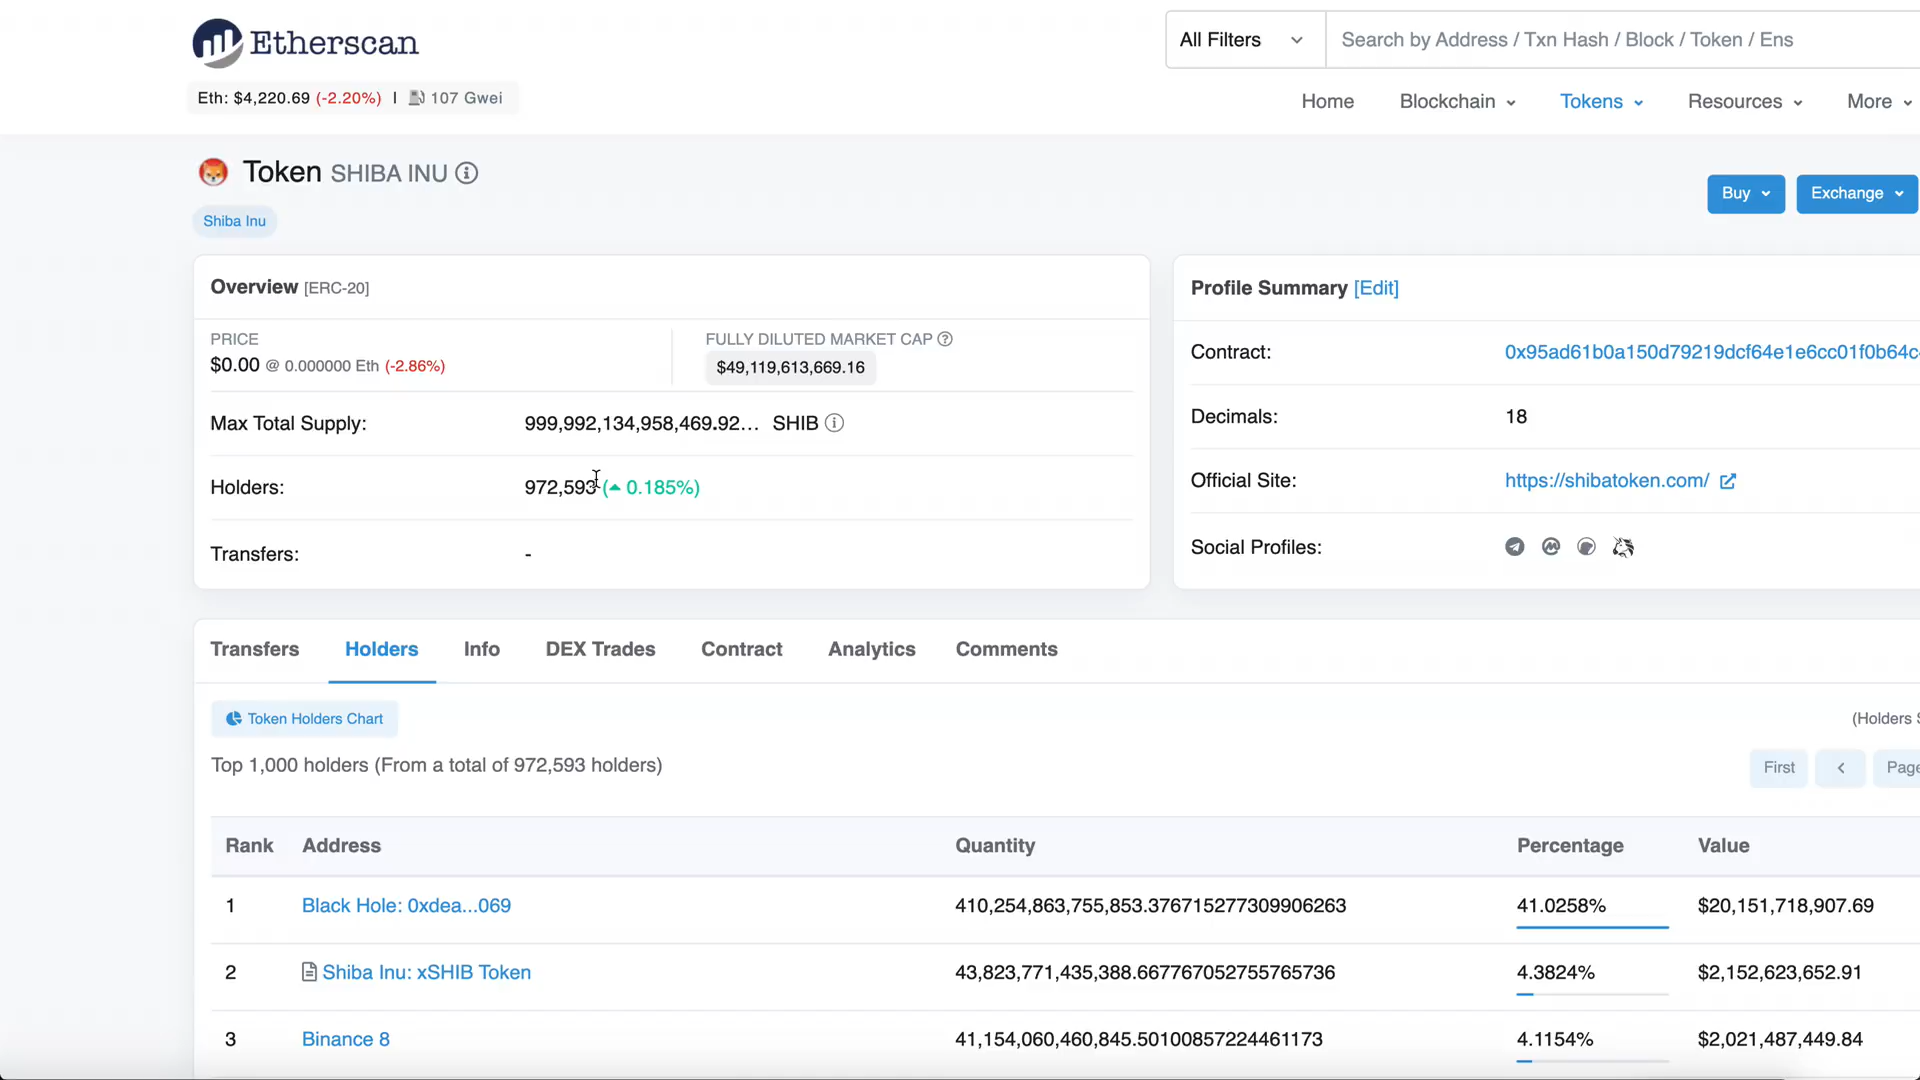 Etherscan
All Filters
Search by Address / Txn Hash / Block / Token / Ens
Eth: $4,220.69 (-2.20%) | 107 Gwei
Home Blockchain Tokens Resources More
Token SHIBA INU
Buy Exchange
Shiba Inu
Overview [ERC-20]
PRICE
$0.00 @ 0.000000 Eth (-2.86%)
FULLY DILUTED MARKET CAP
$49,119,613,669.16
Max Total Supply: 999,992,134,958,469.92... SHIB
Holders: 972,593 (0.185%)
Transfers: -
Profile Summary [Edit]
Contract: 0x95ad61b0a150d79219dcf64e1e6cc01f0b64c
Decimals: 18
Official Site: https://shibatoken.com/
Social Profiles:
Transfers Holders Info DEX Trades Contract Analytics Comments
Token Holders Chart
(Holders
Top 1,000 holders (From a total of 972,593 holders)
First < Page
Rank Address Quantity Percentage Value
1 Black Hole: 0xdea...069 410,254,863,755,853.376715277309906263 41.0258% $20,151,718,907.69
2 Shiba Inu: xSHIB Token 43,823,771,435,388.667767052755765736 4.3824% $2,152,623,652.91
3 Binance 8 41,154,060,460,845.50100857224461173 4.1154% $2,021,487,449.84